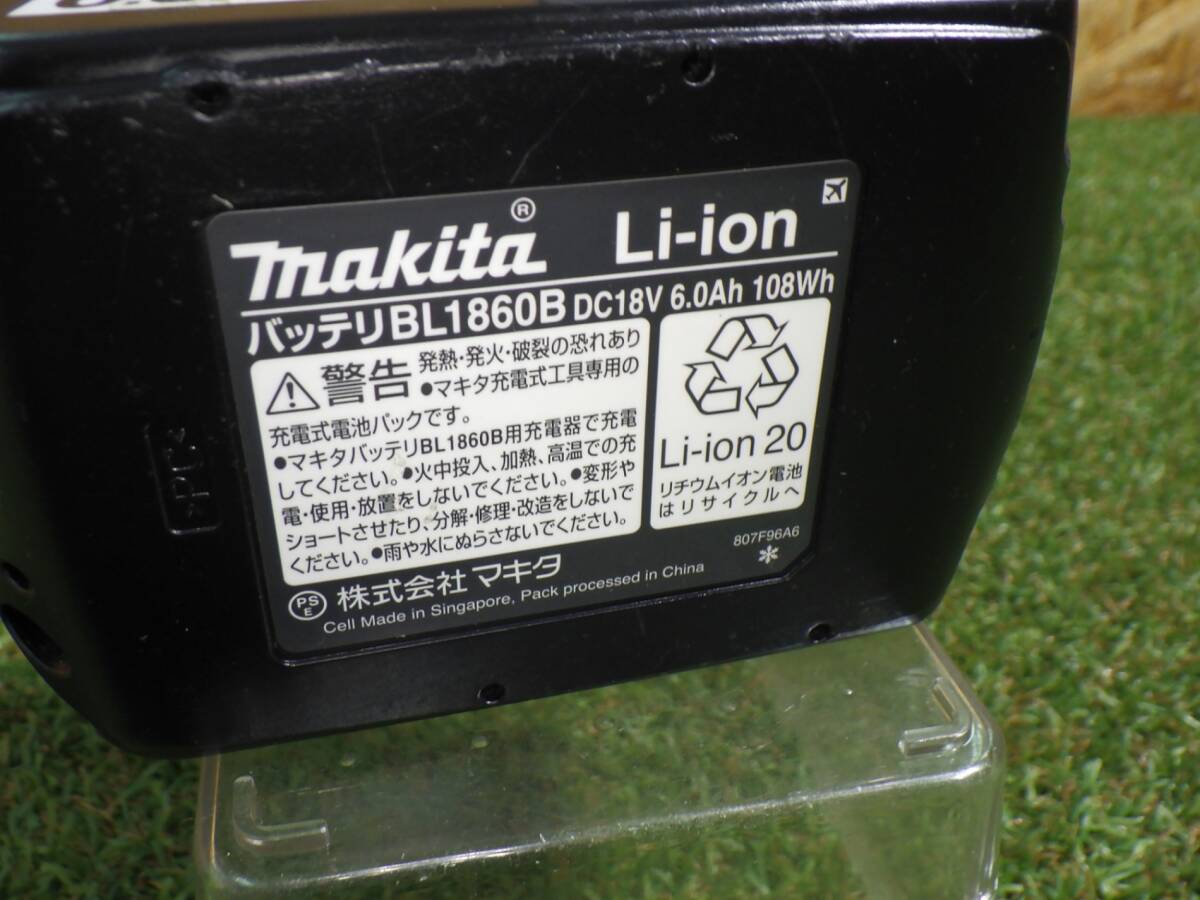 makita® Li-ion
バッテリBL1860B DC18V 6.0Ah 108Wh
警告 発熱・発火・破裂の恐れあり
●マキタ充電式工具専用の
充電式電池パックです。
●マキタバッテリBL1860B用充電器で充電
してください。●火中投入、加熱、高温での充
電・使用・放置をしないでください。●変形や
ショートさせたり、分解・修理・改造をしないで
ください。●雨や水にぬらさないでください。
Li-ion 20
リチウムイオン電池
はリサイクルへ
807F96A6
PS
E
株式会社 マキタ
Cell Made in Singapore, Pack processed in China